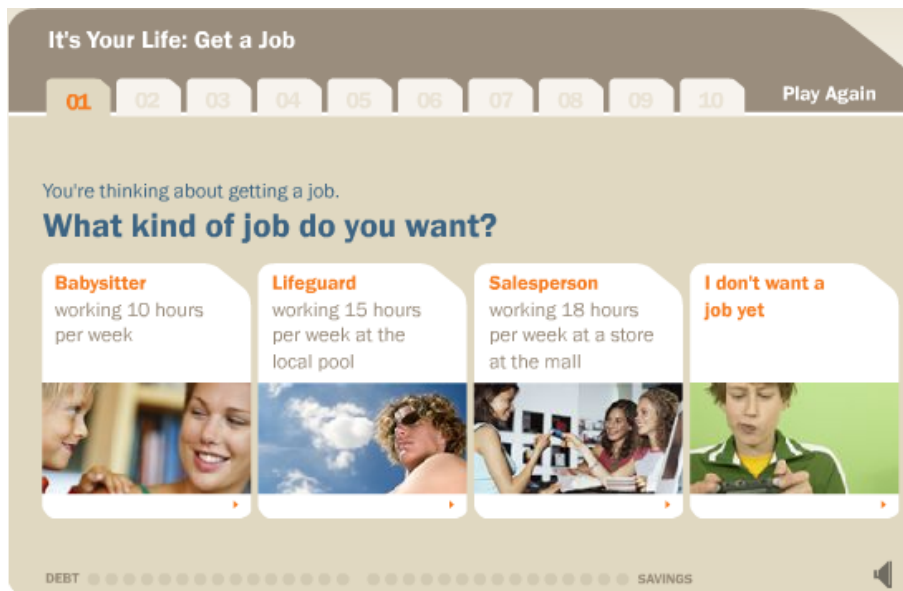 It's Your Life: Get a Job
01 02 03 04 05 06 07 08 09 10 Play Again
You're thinking about getting a job.
What kind of job do you want?
Babysitter
working 10 hours
per week
Lifeguard
working 15 hours
per week at the
local pool
Salesperson
working 18 hours
per week at a store
at the mall
I don't want a
job yet
DEBT SAVINGS